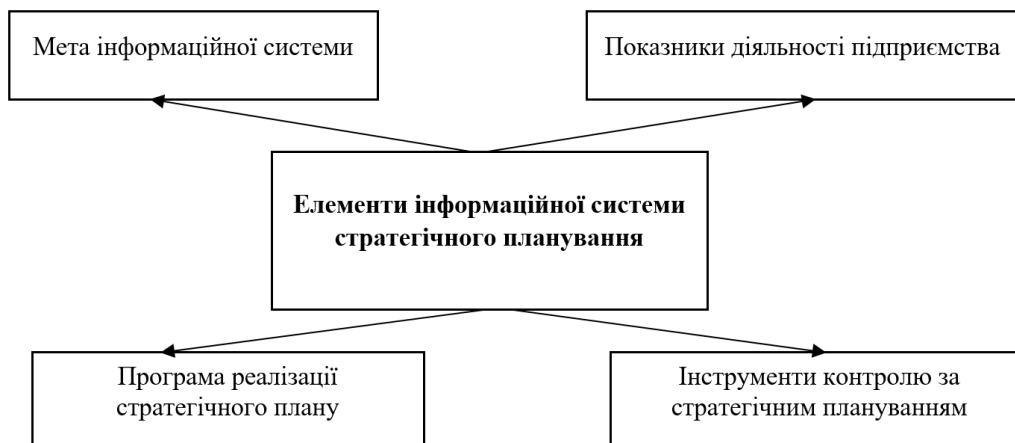 Мета інформаційної системи
Показники діяльності підприємства
Елементи інформаційної системи
стратегічного планування
Програма реалізації
стратегічного плану
Інструменти контролю за
стратегічним плануванням